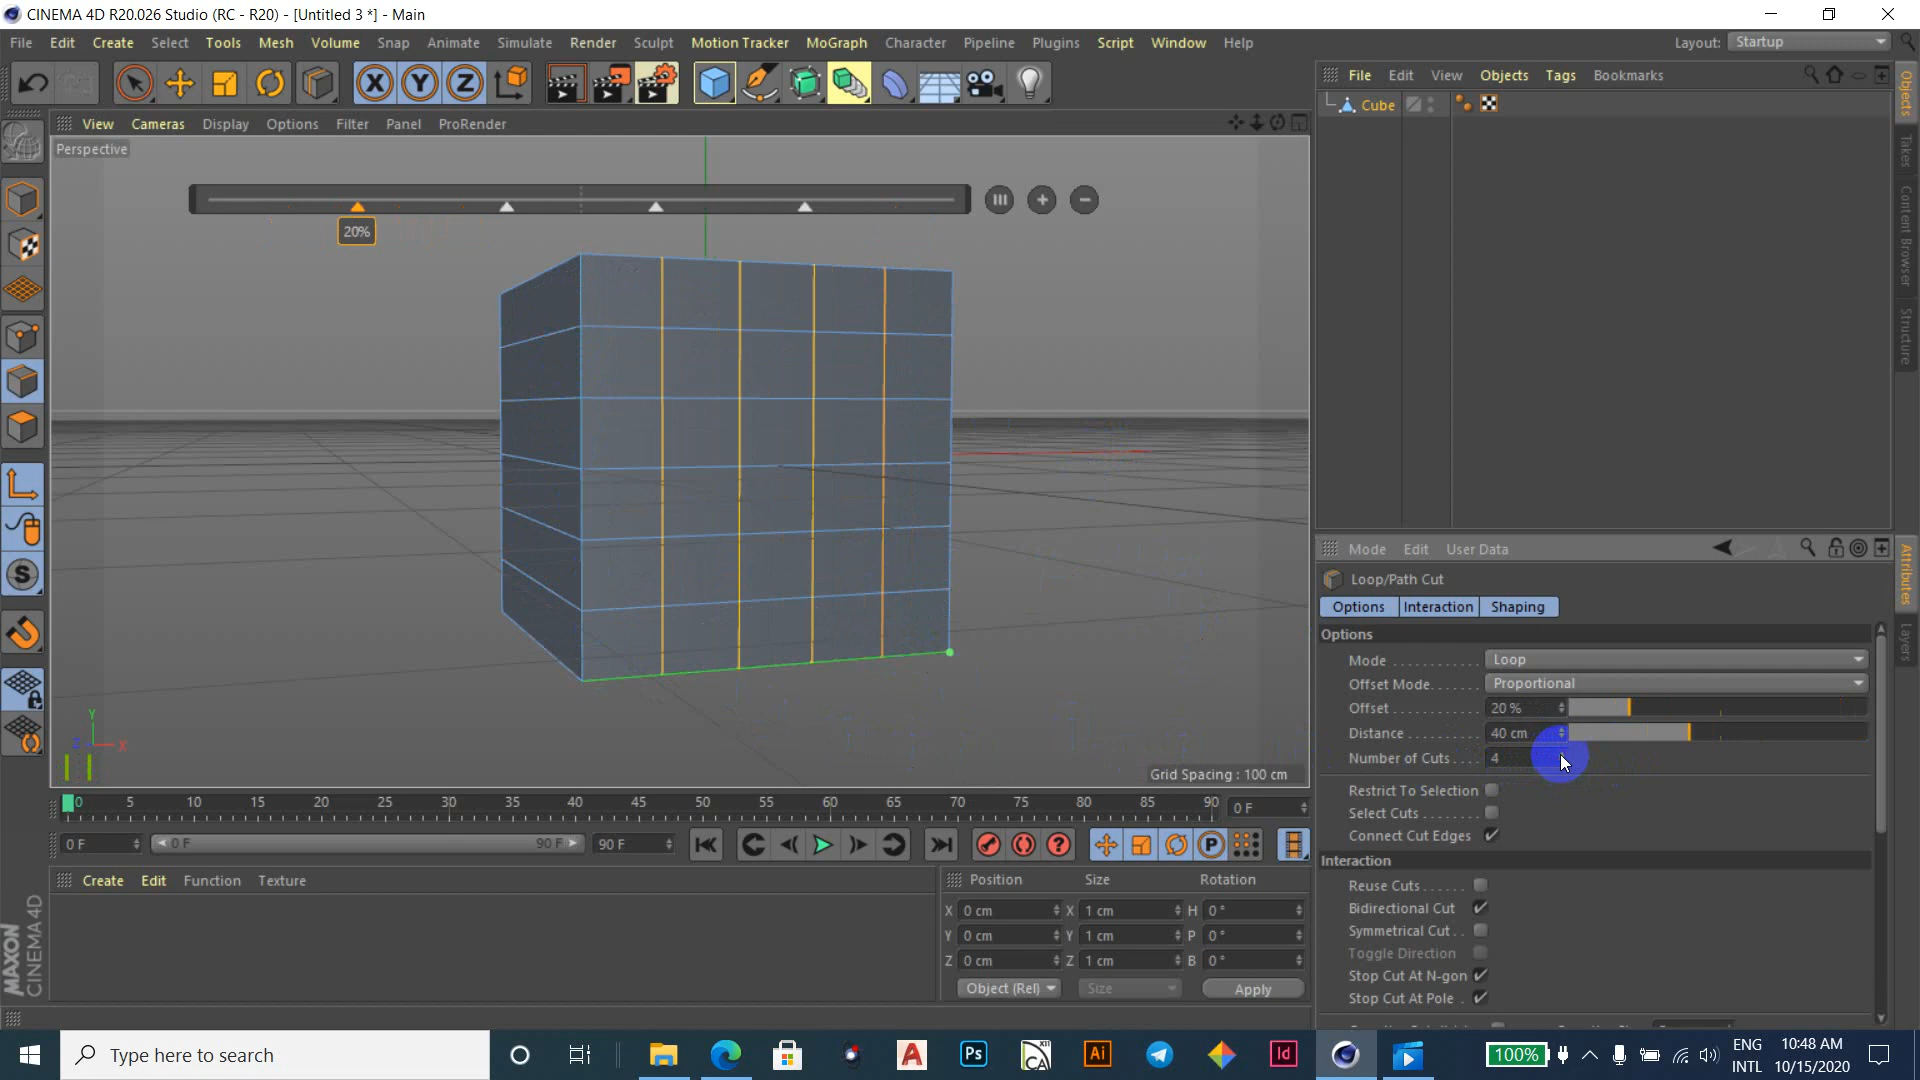 CINEMA 4D R20.026 Studio (RC - R20) - [Untitled 3 *] - Main
File Edit Create Select Tools Mesh Volume Snap Animate Simulate Render Sculpt Motion Tracker MoGraph Character Pipeline Plugins Script Window Help
Layout: Startup
File Edit View Objects Tags Bookmarks
Cube
Objects
Takes
Content Browser
Structure
View Cameras Display Options Filter Panel ProRender
Perspective
20%
Y
X
Grid Spacing : 100 cm
Mode Edit User Data
Attributes
Layers
Loop/Path Cut
Options Interaction Shaping
Options
Mode Loop
Offset Mode Proportional
Offset 20 %
Distance 40 cm
Number of Cuts 4
Restrict To Selection
Select Cuts
Connect Cut Edges
Interaction
Reuse Cuts
Bidirectional Cut
Symmetrical Cut
Toggle Direction
Stop Cut At N-gon
Stop Cut At Pole
0 5 10 15 20 25 30 35 40 45 50 55 60 65 70 75 80 85 90
0 F
0 F 0 F 90 F 90 F
Create Edit Function Texture
Position Size Rotation
X 0 cm X 1 cm H 0 °
Y 0 cm Y 1 cm P 0 °
Z 0 cm Z 1 cm B 0 °
Object (Rel) Size Apply
MAXON
CINEMA 4D
Type here to search
100%
ENG
INTL
10:48 AM
10/15/2020